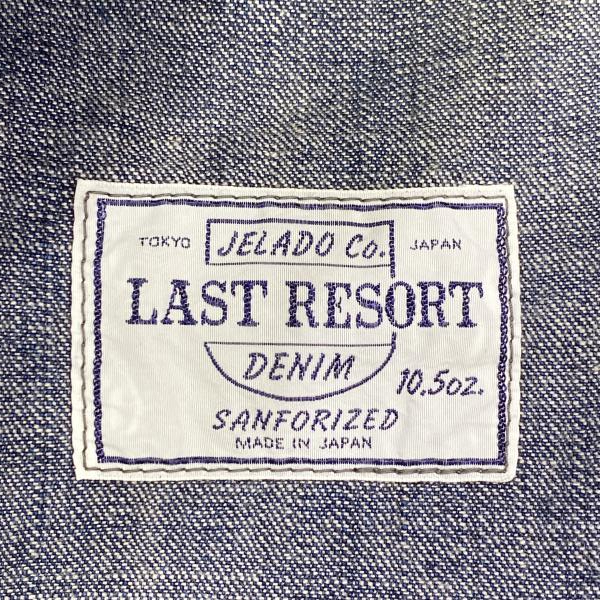 TOKYO JELADO Co. JAPAN
LAST RESORT
DENIM 10.5oz.
SANFORIZED
MADE IN JAPAN